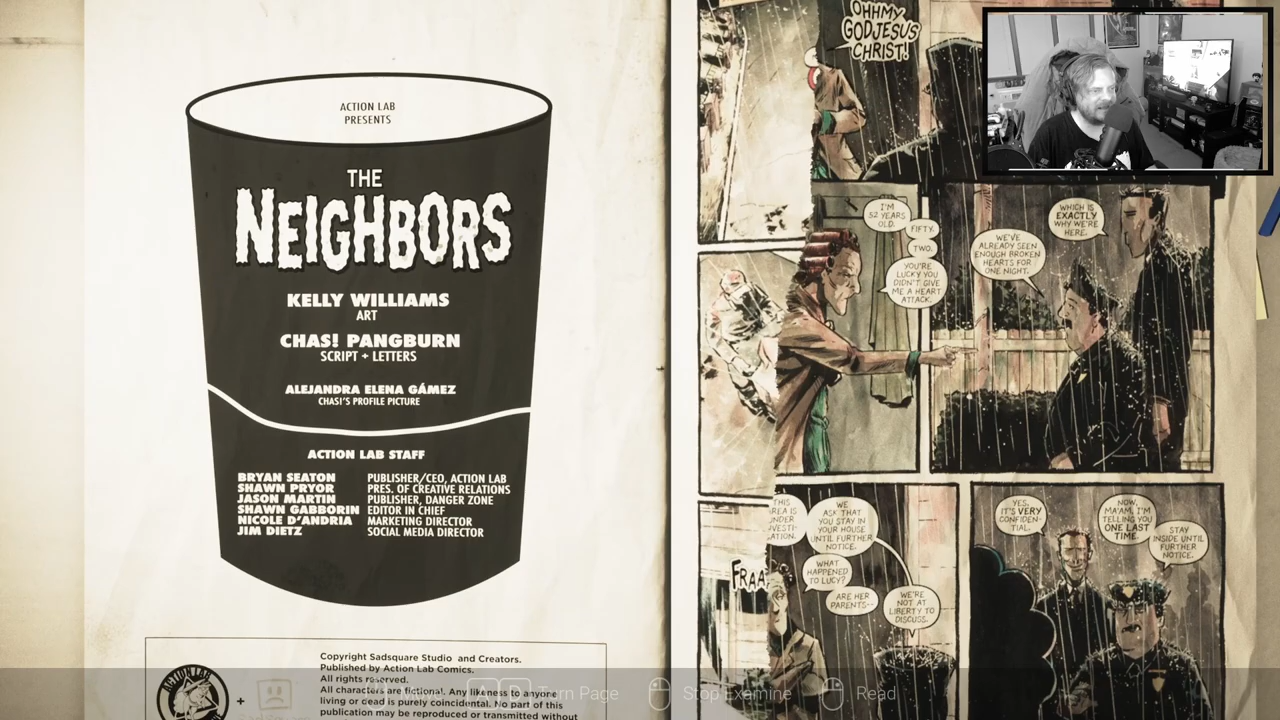 ACTION LAB
PRESENTS
THE
NEIGHBORS
KELLY WILLIAMS
ART
CHAS! PANGBURN
SCRIPT + LETTERS
ALEJANDRA ELENA GÁMEZ
CHAS!'S PROFILE PICTURE
ACTION LAB STAFF
BRYAN SEATON PUBLISHER/CEO, ACTION LAB
SHAWN PRYOR PRES. OF CREATIVE RELATIONS
JASON MARTIN PUBLISHER, DANGER ZONE
SHAWN GABBORIN EDITOR IN CHIEF
NICOLE D'ANDRIA MARKETING DIRECTOR
JIM DIETZ SOCIAL MEDIA DIRECTOR
ACTION LAB
+
Copyright Sadsquare Studio and Creators.
Published by Action Lab Comics.
All rights reserved.
All characters are fictional. Any likeness to anyone
living or dead is purely coincidental. No part of this
publication may be reproduced or transmitted without
OHHMY
GODJESUS
CHRIST!
I'M
52 YEARS
OLD.
FIFTY.
TWO.
YOU'RE
LUCKY YOU
DIDN'T GIVE
ME A HEART
ATTACK.
WHICH IS
EXACTLY
WHY WE'RE
HERE.
WE'VE
ALREADY SEEN
ENOUGH BROKEN
HEARTS FOR
ONE NIGHT.
THIS
AREA IS
UNDER
INVESTI-
GATION.
WE
ASK THAT
YOU STAY IN
YOUR HOUSE
UNTIL FURTHER
NOTICE.
FRAA
WHAT
HAPPENED
TO LUCY?
ARE HER
PARENTS--
WE'RE
NOT AT
LIBERTY TO
DISCUSS.
YES,
IT'S VERY
CONFIDEN-
TIAL.
NOW,
MA'AM, I'M
TELLING YOU
ONE LAST
TIME.
STAY
INSIDE UNTIL
FURTHER
NOTICE.
A D Turn Page
Stop Examine
Read